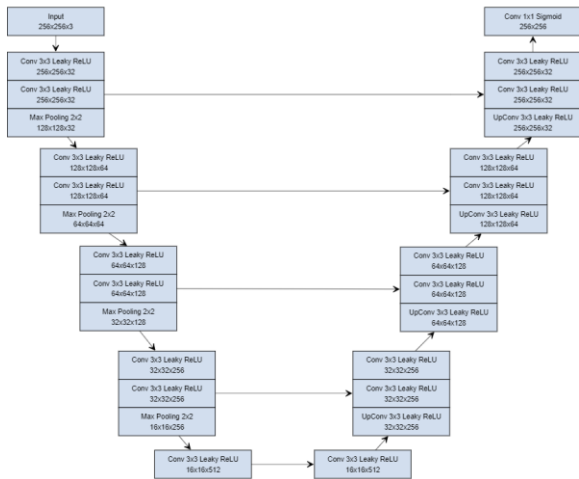 Input
256x256x3
Conv 3x3 Leaky ReLU
256x256x32
Conv 3x3 Leaky ReLU
256x256x32
Max Pooling 2x2
128x128x32
Conv 3x3 Leaky ReLU
128x128x64
Conv 3x3 Leaky ReLU
128x128x64
Max Pooling 2x2
64x64x64
Conv 3x3 Leaky ReLU
64x64x128
Conv 3x3 Leaky ReLU
64x64x128
Max Pooling 2x2
32x32x128
Conv 3x3 Leaky ReLU
32x32x256
Conv 3x3 Leaky ReLU
32x32x256
Max Pooling 2x2
16x16x256
Conv 3x3 Leaky ReLU
16x16x512
Conv 3x3 Leaky ReLU
16x16x512
Conv 3x3 Leaky ReLU
32x32x256
Conv 3x3 Leaky ReLU
32x32x256
UpConv 3x3 Leaky ReLU
32x32x256
Conv 3x3 Leaky ReLU
64x64x128
Conv 3x3 Leaky ReLU
64x64x128
UpConv 3x3 Leaky ReLU
64x64x128
Conv 3x3 Leaky ReLU
128x128x64
Conv 3x3 Leaky ReLU
128x128x64
UpConv 3x3 Leaky ReLU
128x128x64
Conv 1x1 Sigmoid
256x256
Conv 3x3 Leaky ReLU
256x256x32
Conv 3x3 Leaky ReLU
256x256x32
UpConv 3x3 Leaky ReLU
256x256x32